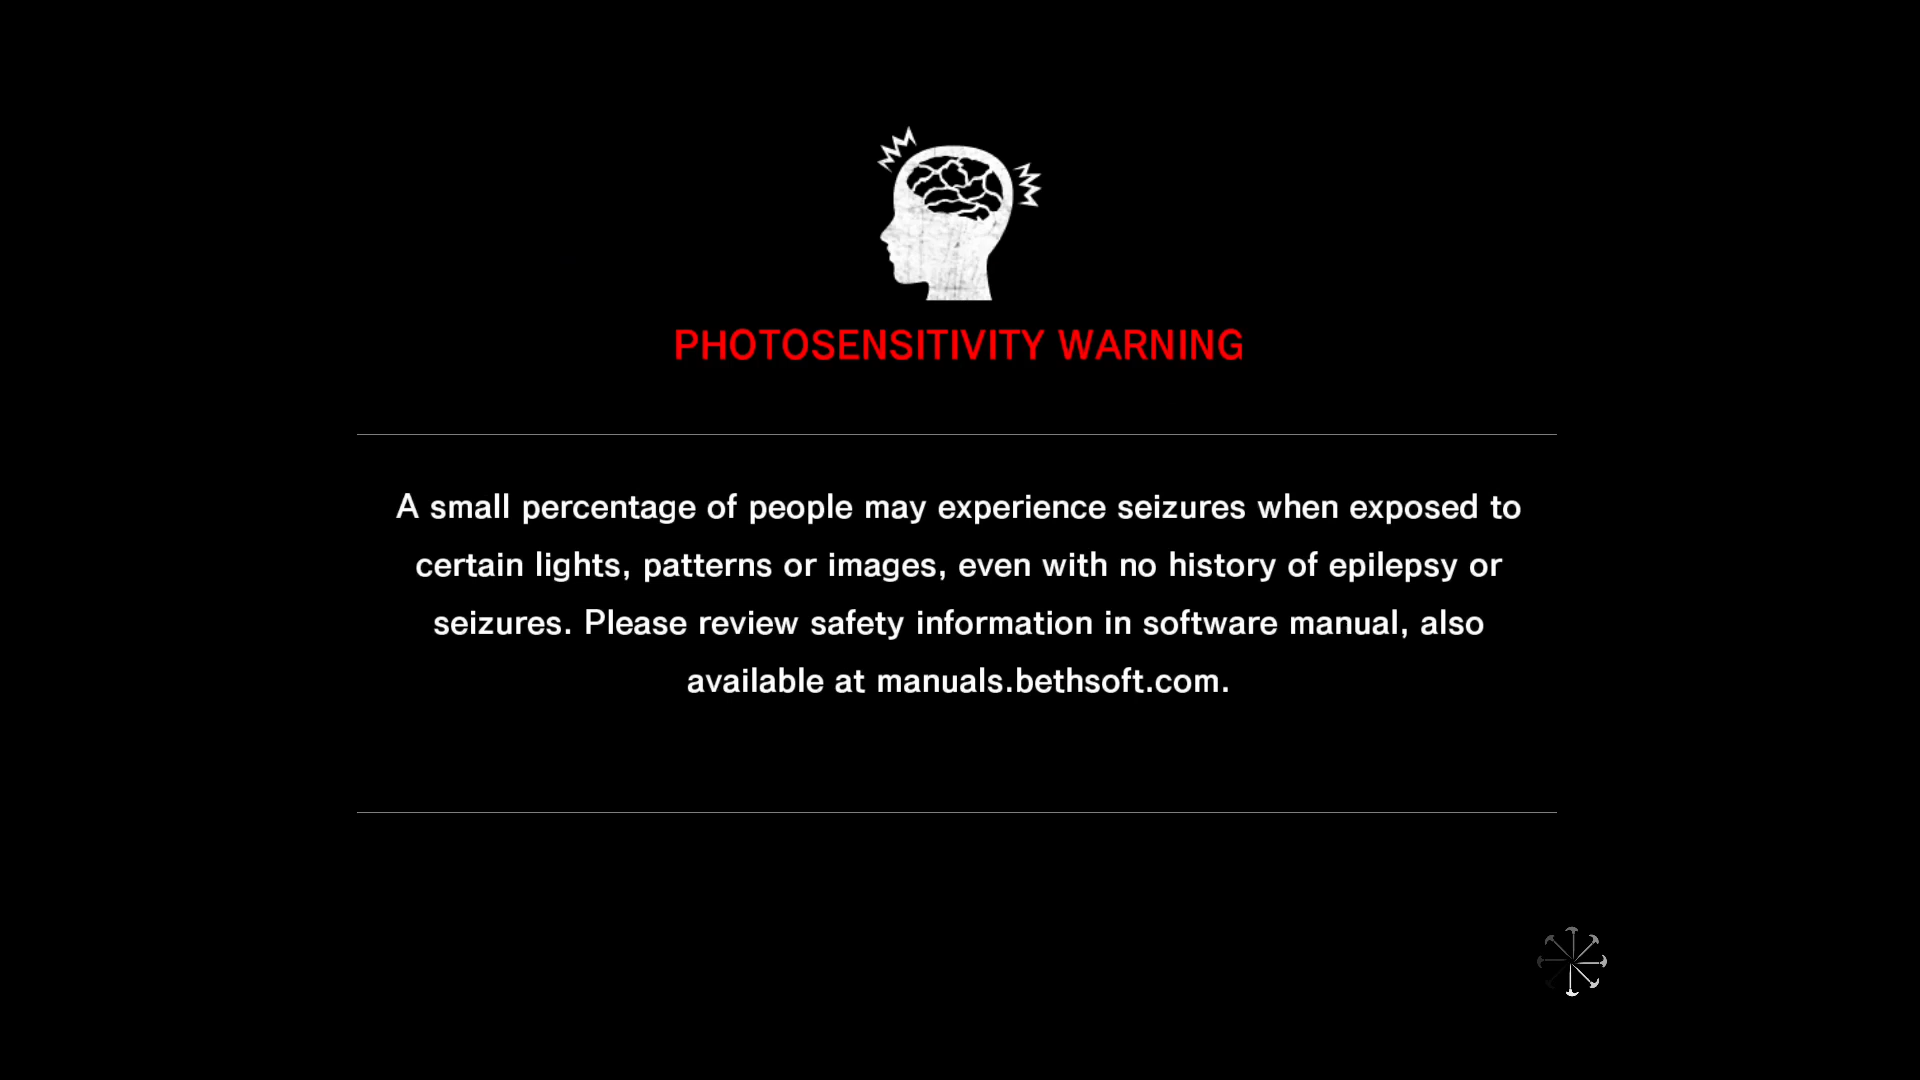 PHOTOSENSITIVITY WARNING
A small percentage of people may experience seizures when exposed to
certain lights, patterns or images, even with no history of epilepsy or
seizures. Please review safety information in software manual, also
available at manuals.bethsoft.com.